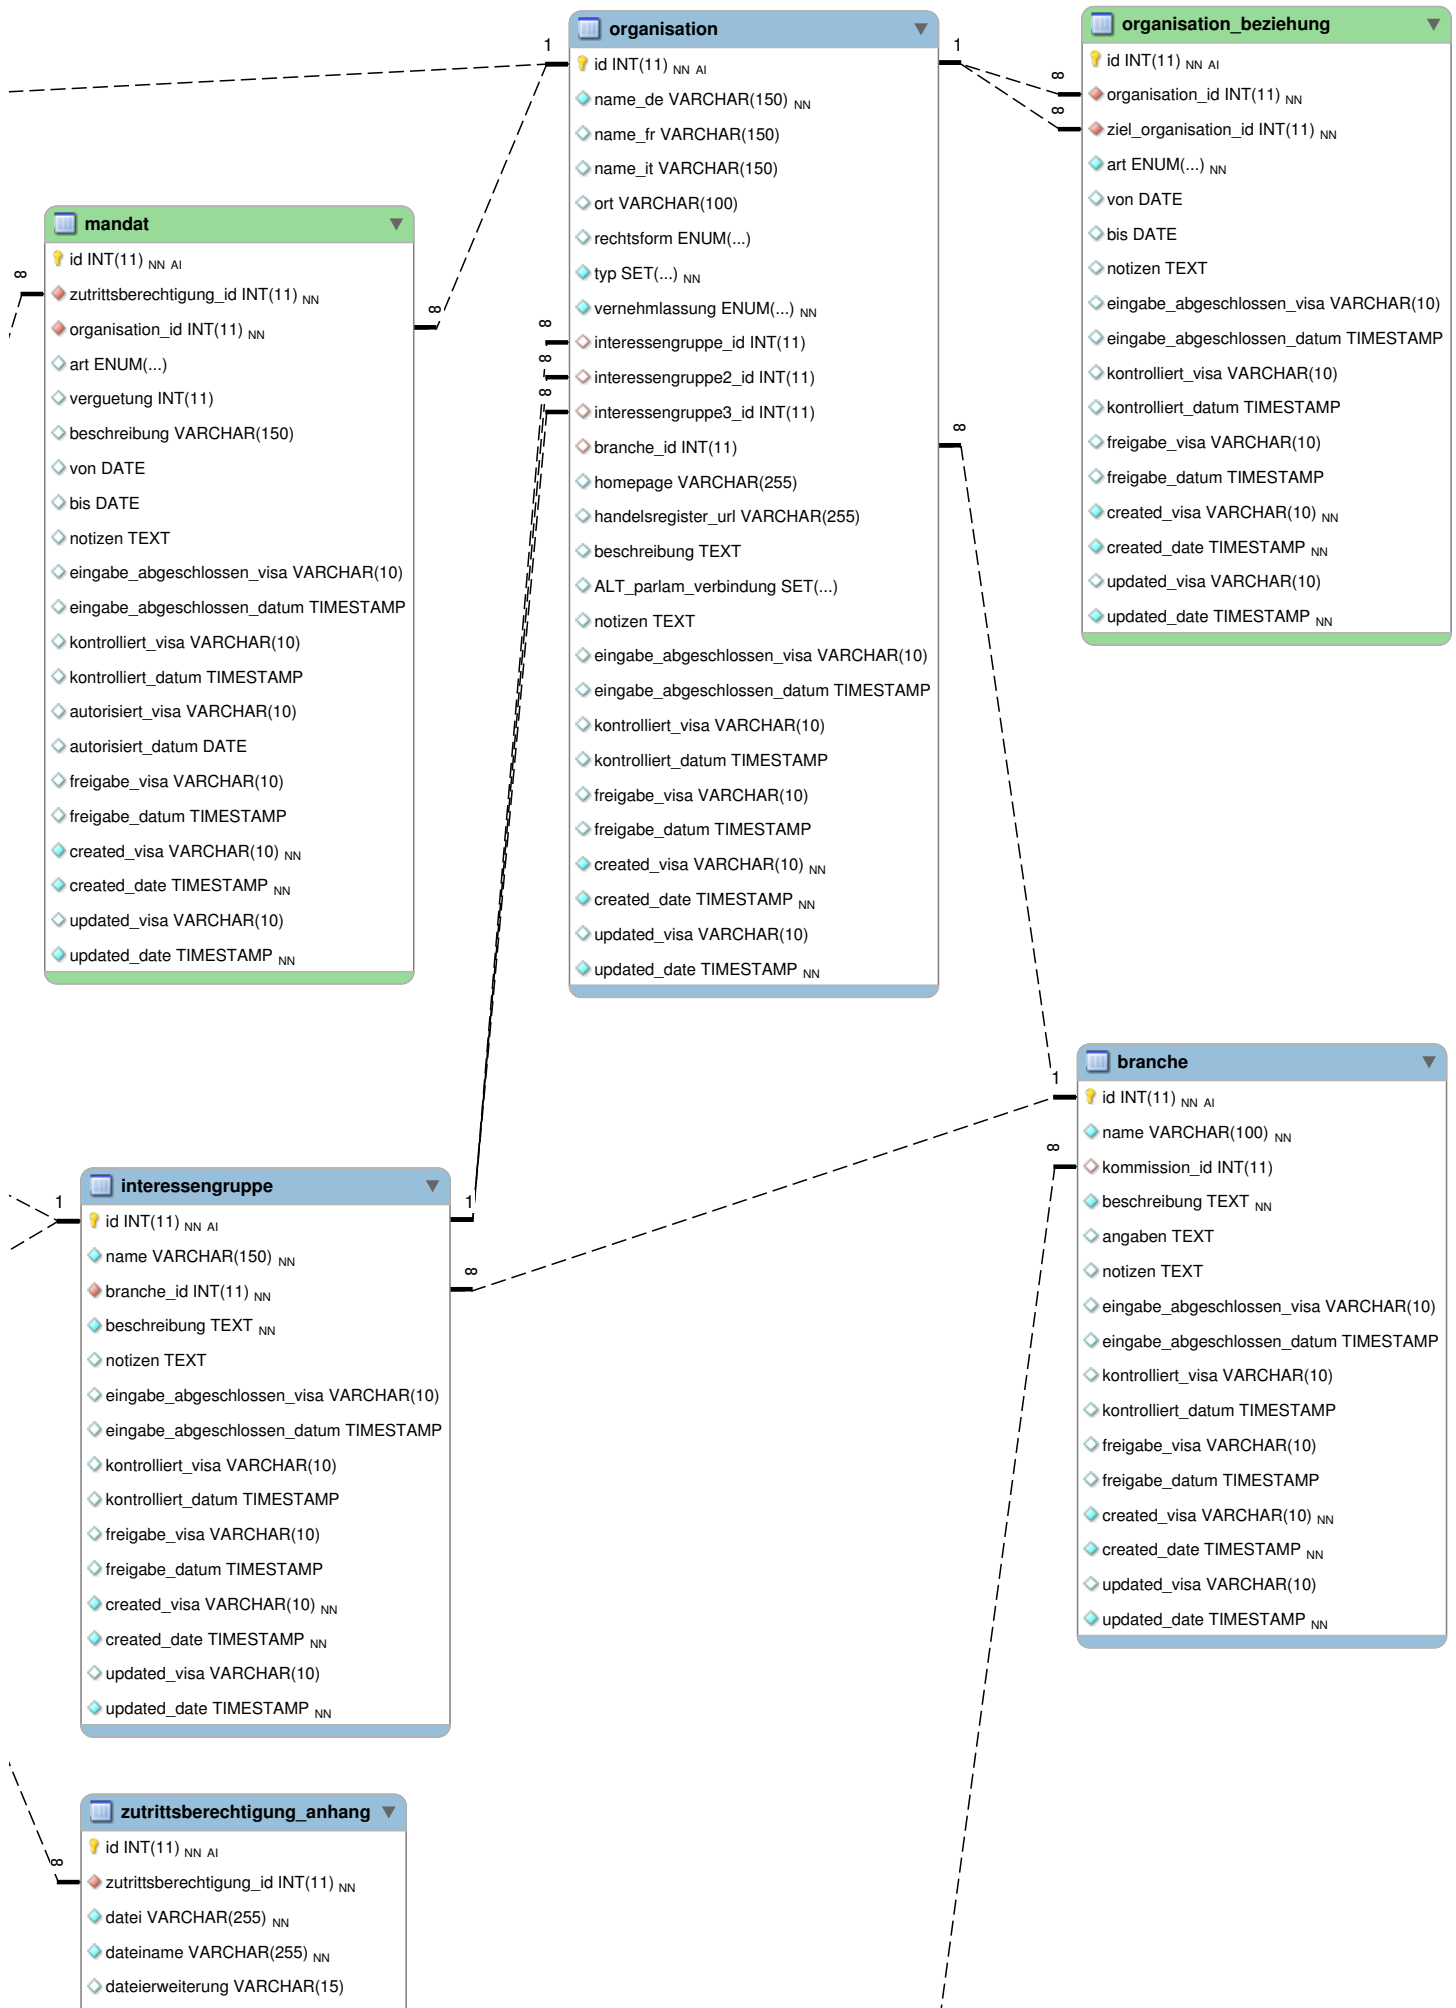 organisation
id INT(11) NN AI
name_de VARCHAR(150) NN
name_fr VARCHAR(150)
name_it VARCHAR(150)
ort VARCHAR(100)
rechtsform ENUM(...)
typ SET(...) NN
vernehmlassung ENUM(...) NN
interessengruppe_id INT(11)
interessengruppe2_id INT(11)
interessengruppe3_id INT(11)
branche_id INT(11)
homepage VARCHAR(255)
handelsregister_url VARCHAR(255)
beschreibung TEXT
ALT_parlam_verbindung SET(...)
notizen TEXT
eingabe_abgeschlossen_visa VARCHAR(10)
eingabe_abgeschlossen_datum TIMESTAMP
kontrolliert_visa VARCHAR(10)
kontrolliert_datum TIMESTAMP
freigabe_visa VARCHAR(10)
freigabe_datum TIMESTAMP
created_visa VARCHAR(10) NN
created_date TIMESTAMP NN
updated_visa VARCHAR(10)
updated_date TIMESTAMP NN
1
∞
∞
∞
1
∞
organisation_beziehung
id INT(11) NN AI
organisation_id INT(11) NN
ziel_organisation_id INT(11) NN
art ENUM(...) NN
von DATE
bis DATE
notizen TEXT
eingabe_abgeschlossen_visa VARCHAR(10)
eingabe_abgeschlossen_datum TIMESTAMP
kontrolliert_visa VARCHAR(10)
kontrolliert_datum TIMESTAMP
freigabe_visa VARCHAR(10)
freigabe_datum TIMESTAMP
created_visa VARCHAR(10) NN
created_date TIMESTAMP NN
updated_visa VARCHAR(10)
updated_date TIMESTAMP NN
∞
∞
mandat
id INT(11) NN AI
zutrittsberechtigung_id INT(11) NN
organisation_id INT(11) NN
art ENUM(...)
verguetung INT(11)
beschreibung VARCHAR(150)
von DATE
bis DATE
notizen TEXT
eingabe_abgeschlossen_visa VARCHAR(10)
eingabe_abgeschlossen_datum TIMESTAMP
kontrolliert_visa VARCHAR(10)
kontrolliert_datum TIMESTAMP
autorisiert_visa VARCHAR(10)
autorisiert_datum DATE
freigabe_visa VARCHAR(10)
freigabe_datum TIMESTAMP
created_visa VARCHAR(10) NN
created_date TIMESTAMP NN
updated_visa VARCHAR(10)
updated_date TIMESTAMP NN
∞
∞
branche
id INT(11) NN AI
name VARCHAR(100) NN
kommission_id INT(11)
beschreibung TEXT NN
angaben TEXT
notizen TEXT
eingabe_abgeschlossen_visa VARCHAR(10)
eingabe_abgeschlossen_datum TIMESTAMP
kontrolliert_visa VARCHAR(10)
kontrolliert_datum TIMESTAMP
freigabe_visa VARCHAR(10)
freigabe_datum TIMESTAMP
created_visa VARCHAR(10) NN
created_date TIMESTAMP NN
updated_visa VARCHAR(10)
updated_date TIMESTAMP NN
1
∞
interessengruppe
id INT(11) NN AI
name VARCHAR(150) NN
branche_id INT(11) NN
beschreibung TEXT NN
notizen TEXT
eingabe_abgeschlossen_visa VARCHAR(10)
eingabe_abgeschlossen_datum TIMESTAMP
kontrolliert_visa VARCHAR(10)
kontrolliert_datum TIMESTAMP
freigabe_visa VARCHAR(10)
freigabe_datum TIMESTAMP
created_visa VARCHAR(10) NN
created_date TIMESTAMP NN
updated_visa VARCHAR(10)
updated_date TIMESTAMP NN
1
1
∞
zutrittsberechtigung_anhang
id INT(11) NN AI
zutrittsberechtigung_id INT(11) NN
datei VARCHAR(255) NN
dateiname VARCHAR(255) NN
dateierweiterung VARCHAR(15)
∞